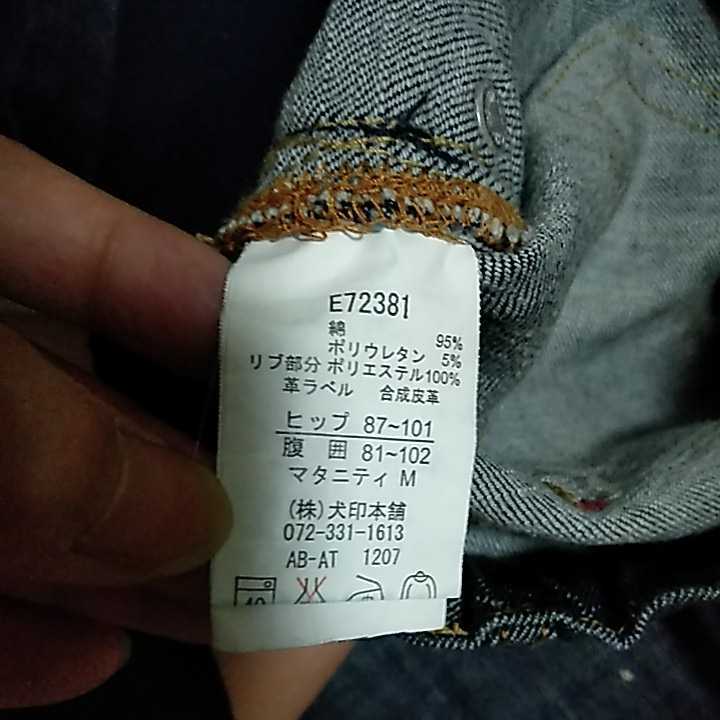 E72381
綿 95%
ポリウレタン 5%
リブ部分 ポリエステル100%
革ラベル 合成皮革
ヒップ 87~101
腹 囲 81~102
マタニティ M
(株)犬印本舗
072-331-1613
AB-AT 1207
40